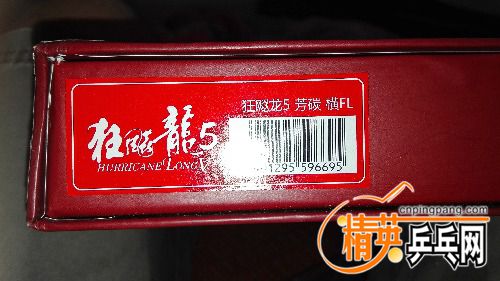 狂飚龍5
HURRICANE LONG V
狂飚龙5 芳碳 横FL
1295 596695
cnpingpang.com
精英乒乓网